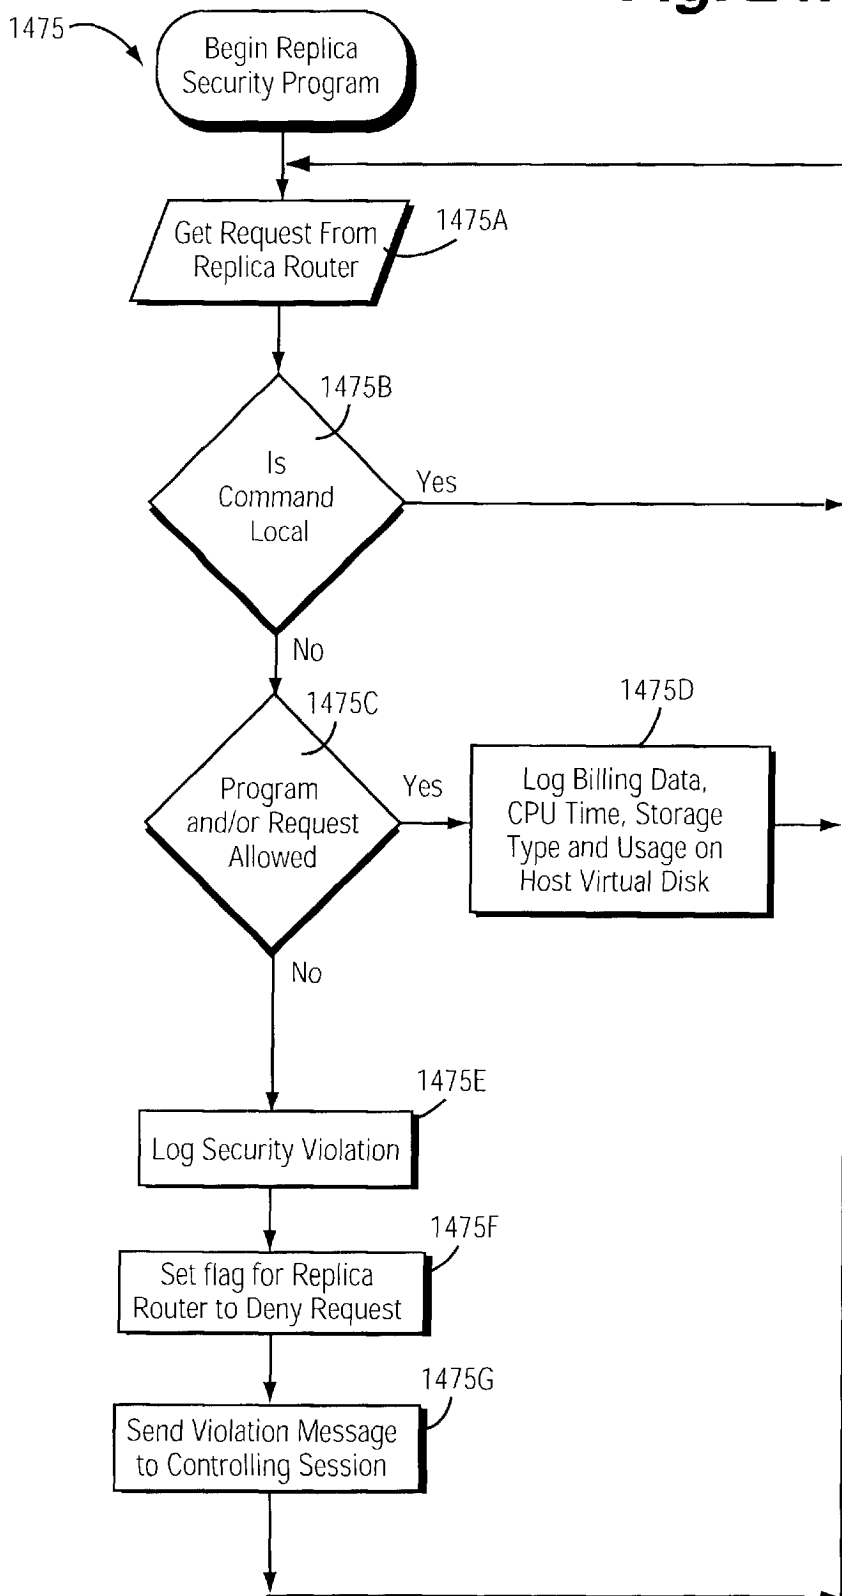 1475
Begin Replica
Security Program
1475A
Get Request From
Replica Router
1475B
Is
Command
Local
Yes
No
1475C
Program
and/or Request
Allowed
Yes
1475D
Log Billing Data,
CPU Time, Storage
Type and Usage on
Host Virtual Disk
No
1475E
Log Security Violation
1475F
Set flag for Replica
Router to Deny Request
1475G
Send Violation Message
to Controlling Session